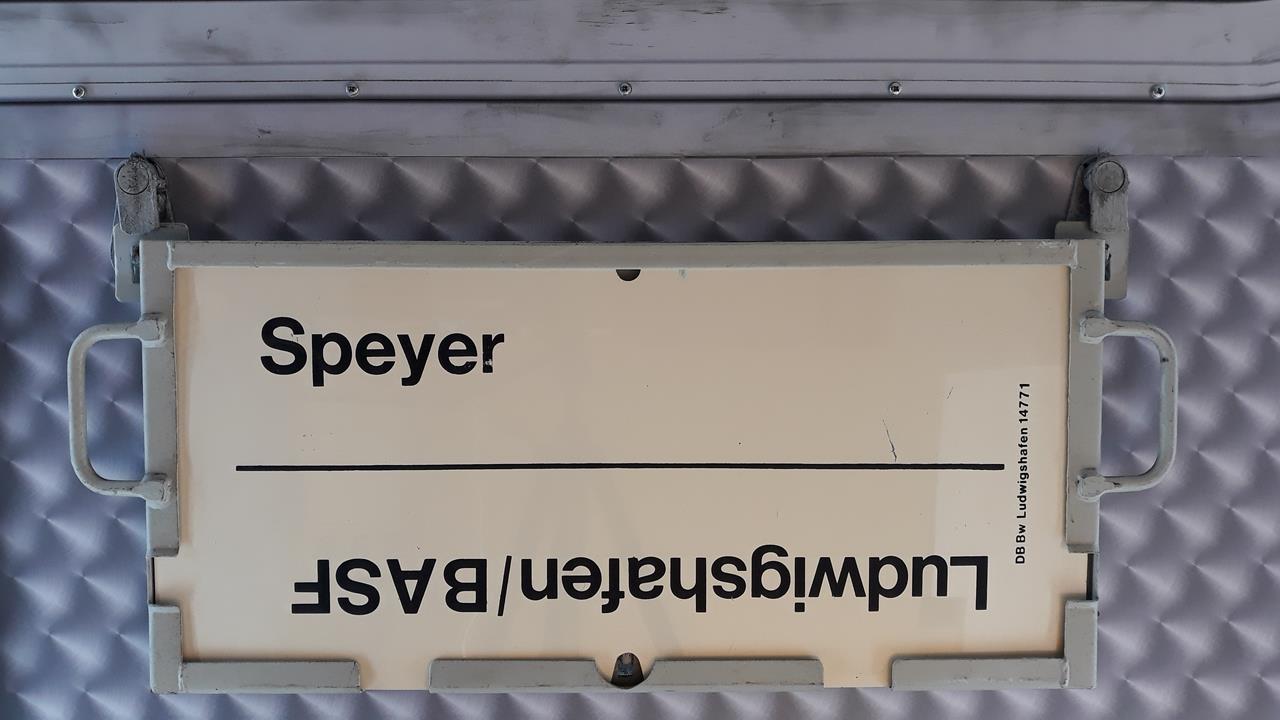 Speyer
Ludwigshafen/BASF
DB Bw Ludwigshafen 14771